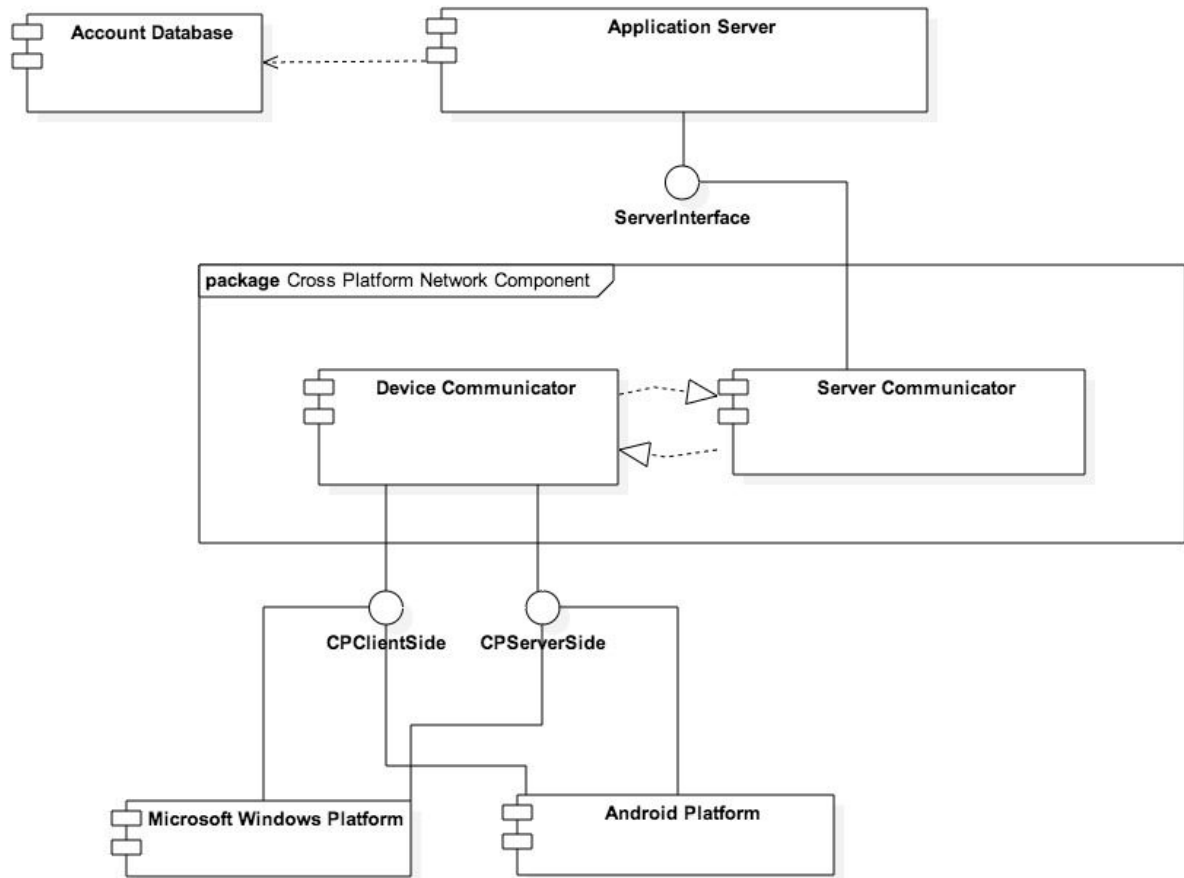 Account Database
Application Server
ServerInterface
package Cross Platform Network Component
Device Communicator
Server Communicator
CPClientSide
CPServerSide
Microsoft Windows Platform
Android Platform